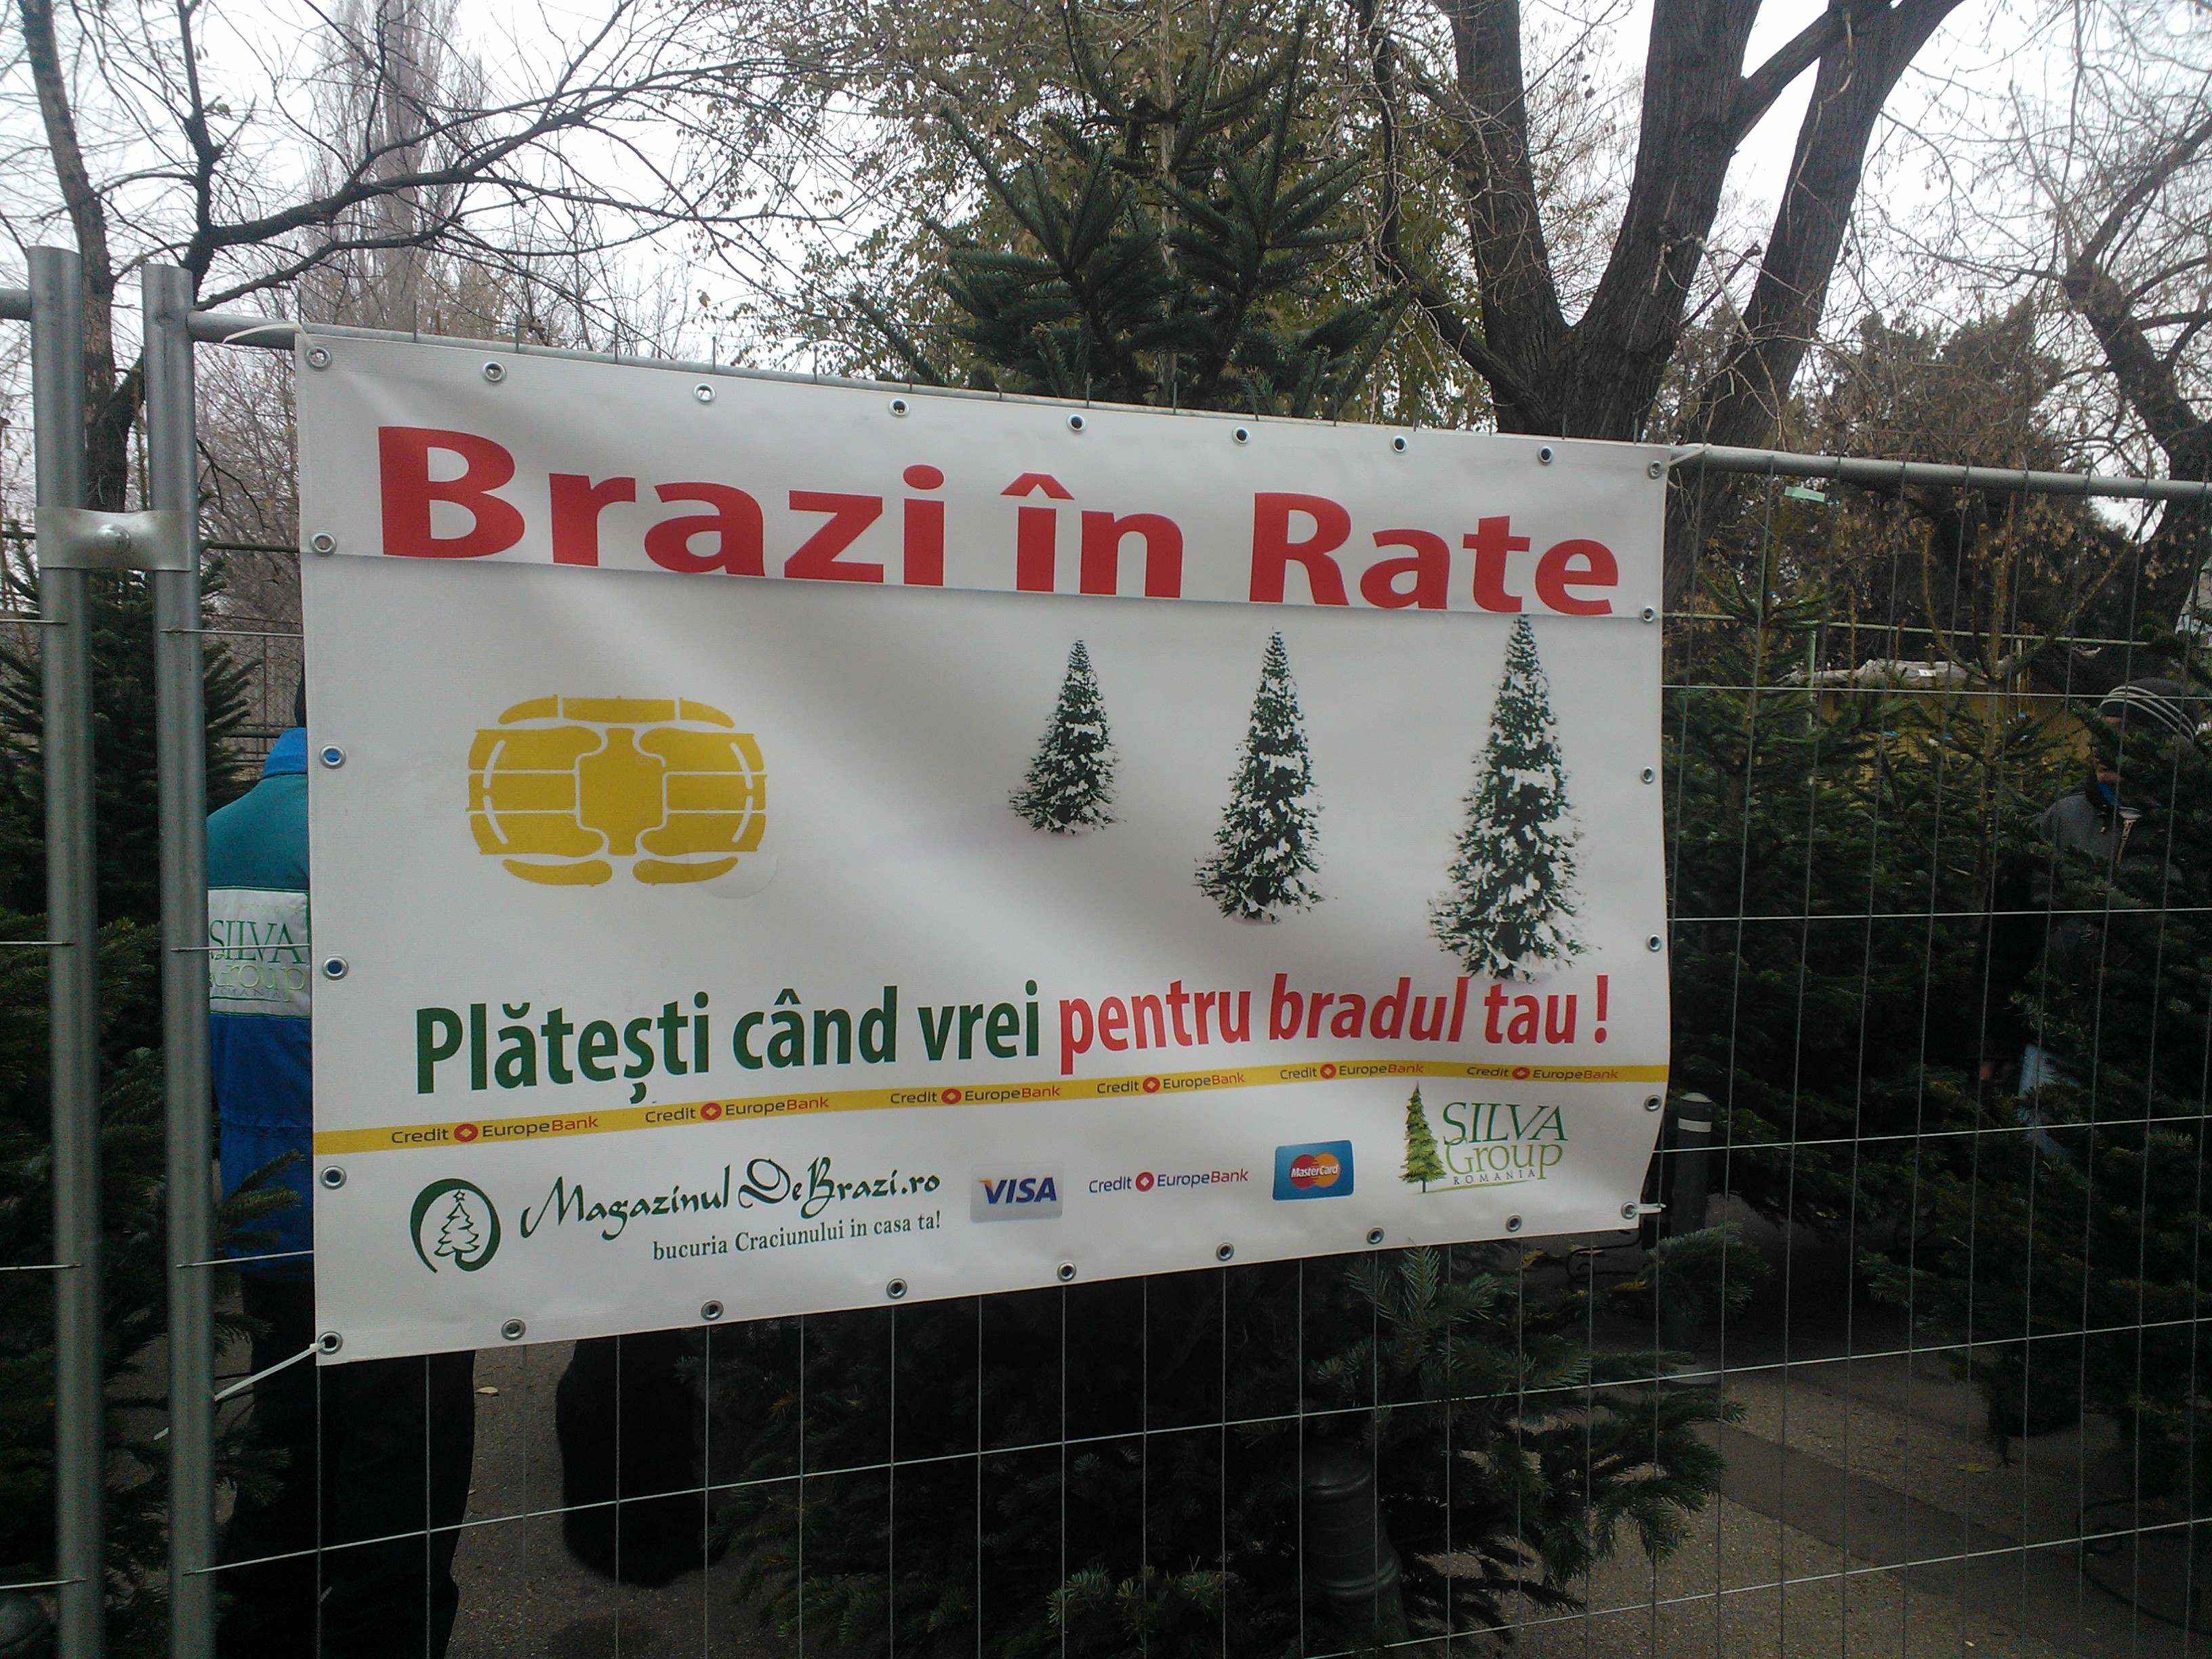 Brazi în Rate
Plătești când vrei pentru bradul tau !
Credit EuropeBank Credit EuropeBank Credit EuropeBank Credit EuropeBank Credit EuropeBank Credit EuropeBank
MagazinulDeBrazi.ro
bucuria Craciunului in casa ta!
VISA
Credit EuropeBank
MasterCard
SILVA
Group
ROMANIA
SILVA
Group
ROMANIA